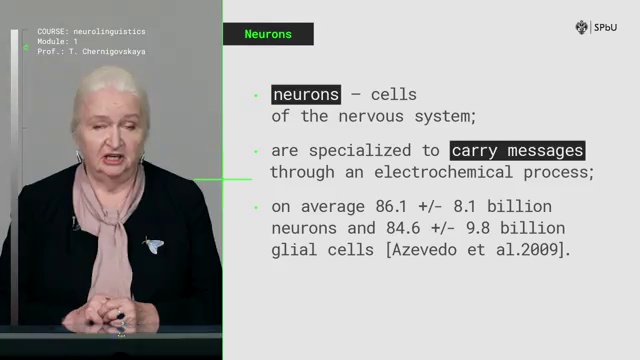 COURSE: neurolinguistics
Module: 1
Prof.: T. Chernigovskaya
Neurons
SPbU
neurons — cells
of the nervous system;
are specialized to carry messages
through an electrochemical process;
on average 86.1 +/- 8.1 billion
neurons and 84.6 +/- 9.8 billion
glial cells [Azevedo et al.2009].